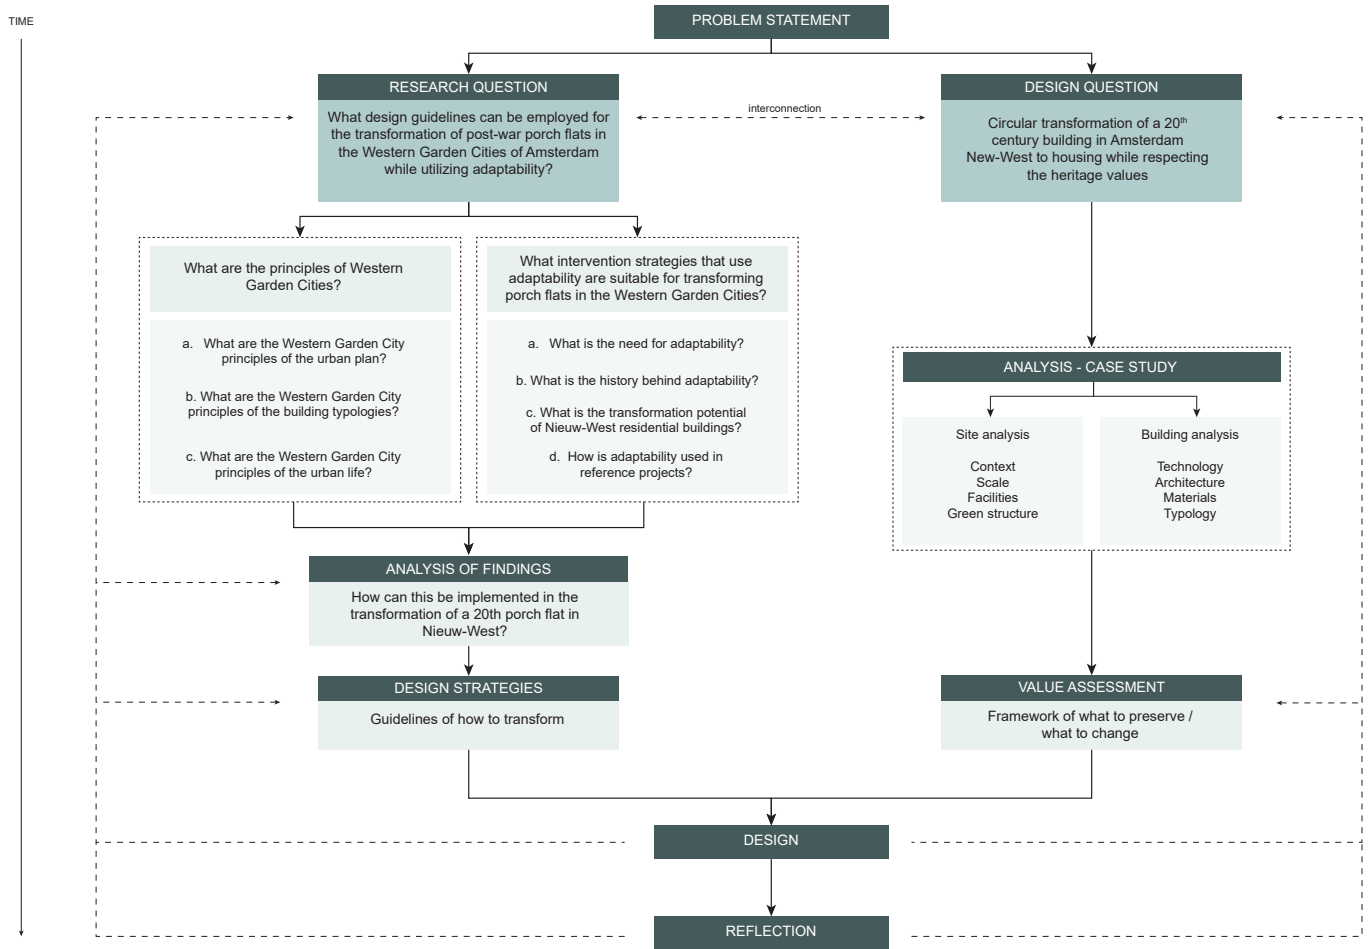 TIME
PROBLEM STATEMENT
RESEARCH QUESTION
What design guidelines can be employed for
the transformation of post-war porch flats in
the Western Garden Cities of Amsterdam
while utilizing adaptability?
interconnection
DESIGN QUESTION
Circular transformation of a 20th
century building in Amsterdam
New-West to housing while respecting
the heritage values
What are the principles of Western
Garden Cities?
a. What are the Western Garden City
principles of the urban plan?
b. What are the Western Garden City
principles of the building typologies?
c. What are the Western Garden City
principles of the urban life?
What intervention strategies that use
adaptability are suitable for transforming
porch flats in the Western Garden Cities?
a. What is the need for adaptability?
b. What is the history behind adaptability?
c. What is the transformation potential
of Nieuw-West residential buildings?
d. How is adaptability used in
reference projects?
ANALYSIS - CASE STUDY
Site analysis
Context
Scale
Facilities
Green structure
Building analysis
Technology
Architecture
Materials
Typology
ANALYSIS OF FINDINGS
How can this be implemented in the
transformation of a 20th porch flat in
Nieuw-West?
DESIGN STRATEGIES
Guidelines of how to transform
VALUE ASSESSMENT
Framework of what to preserve /
what to change
DESIGN
REFLECTION